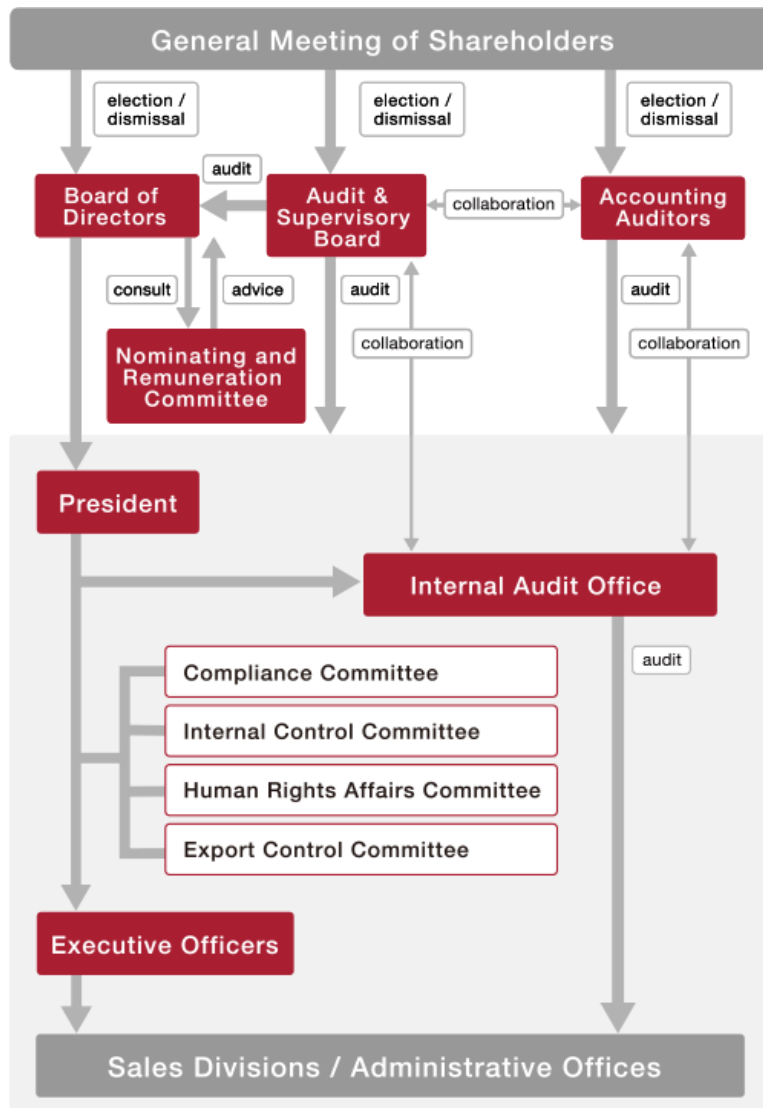 General Meeting of Shareholders
election /
dismissal
election /
dismissal
election /
dismissal
audit
Board of
Directors
Audit &
Supervisory
Board
collaboration
Accounting
Auditors
consult
advice
audit
audit
collaboration
collaboration
Nominating and
Remuneration
Committee
President
Internal Audit Office
audit
Compliance Committee
Internal Control Committee
Human Rights Affairs Committee
Export Control Committee
Executive Officers
Sales Divisions / Administrative Offices